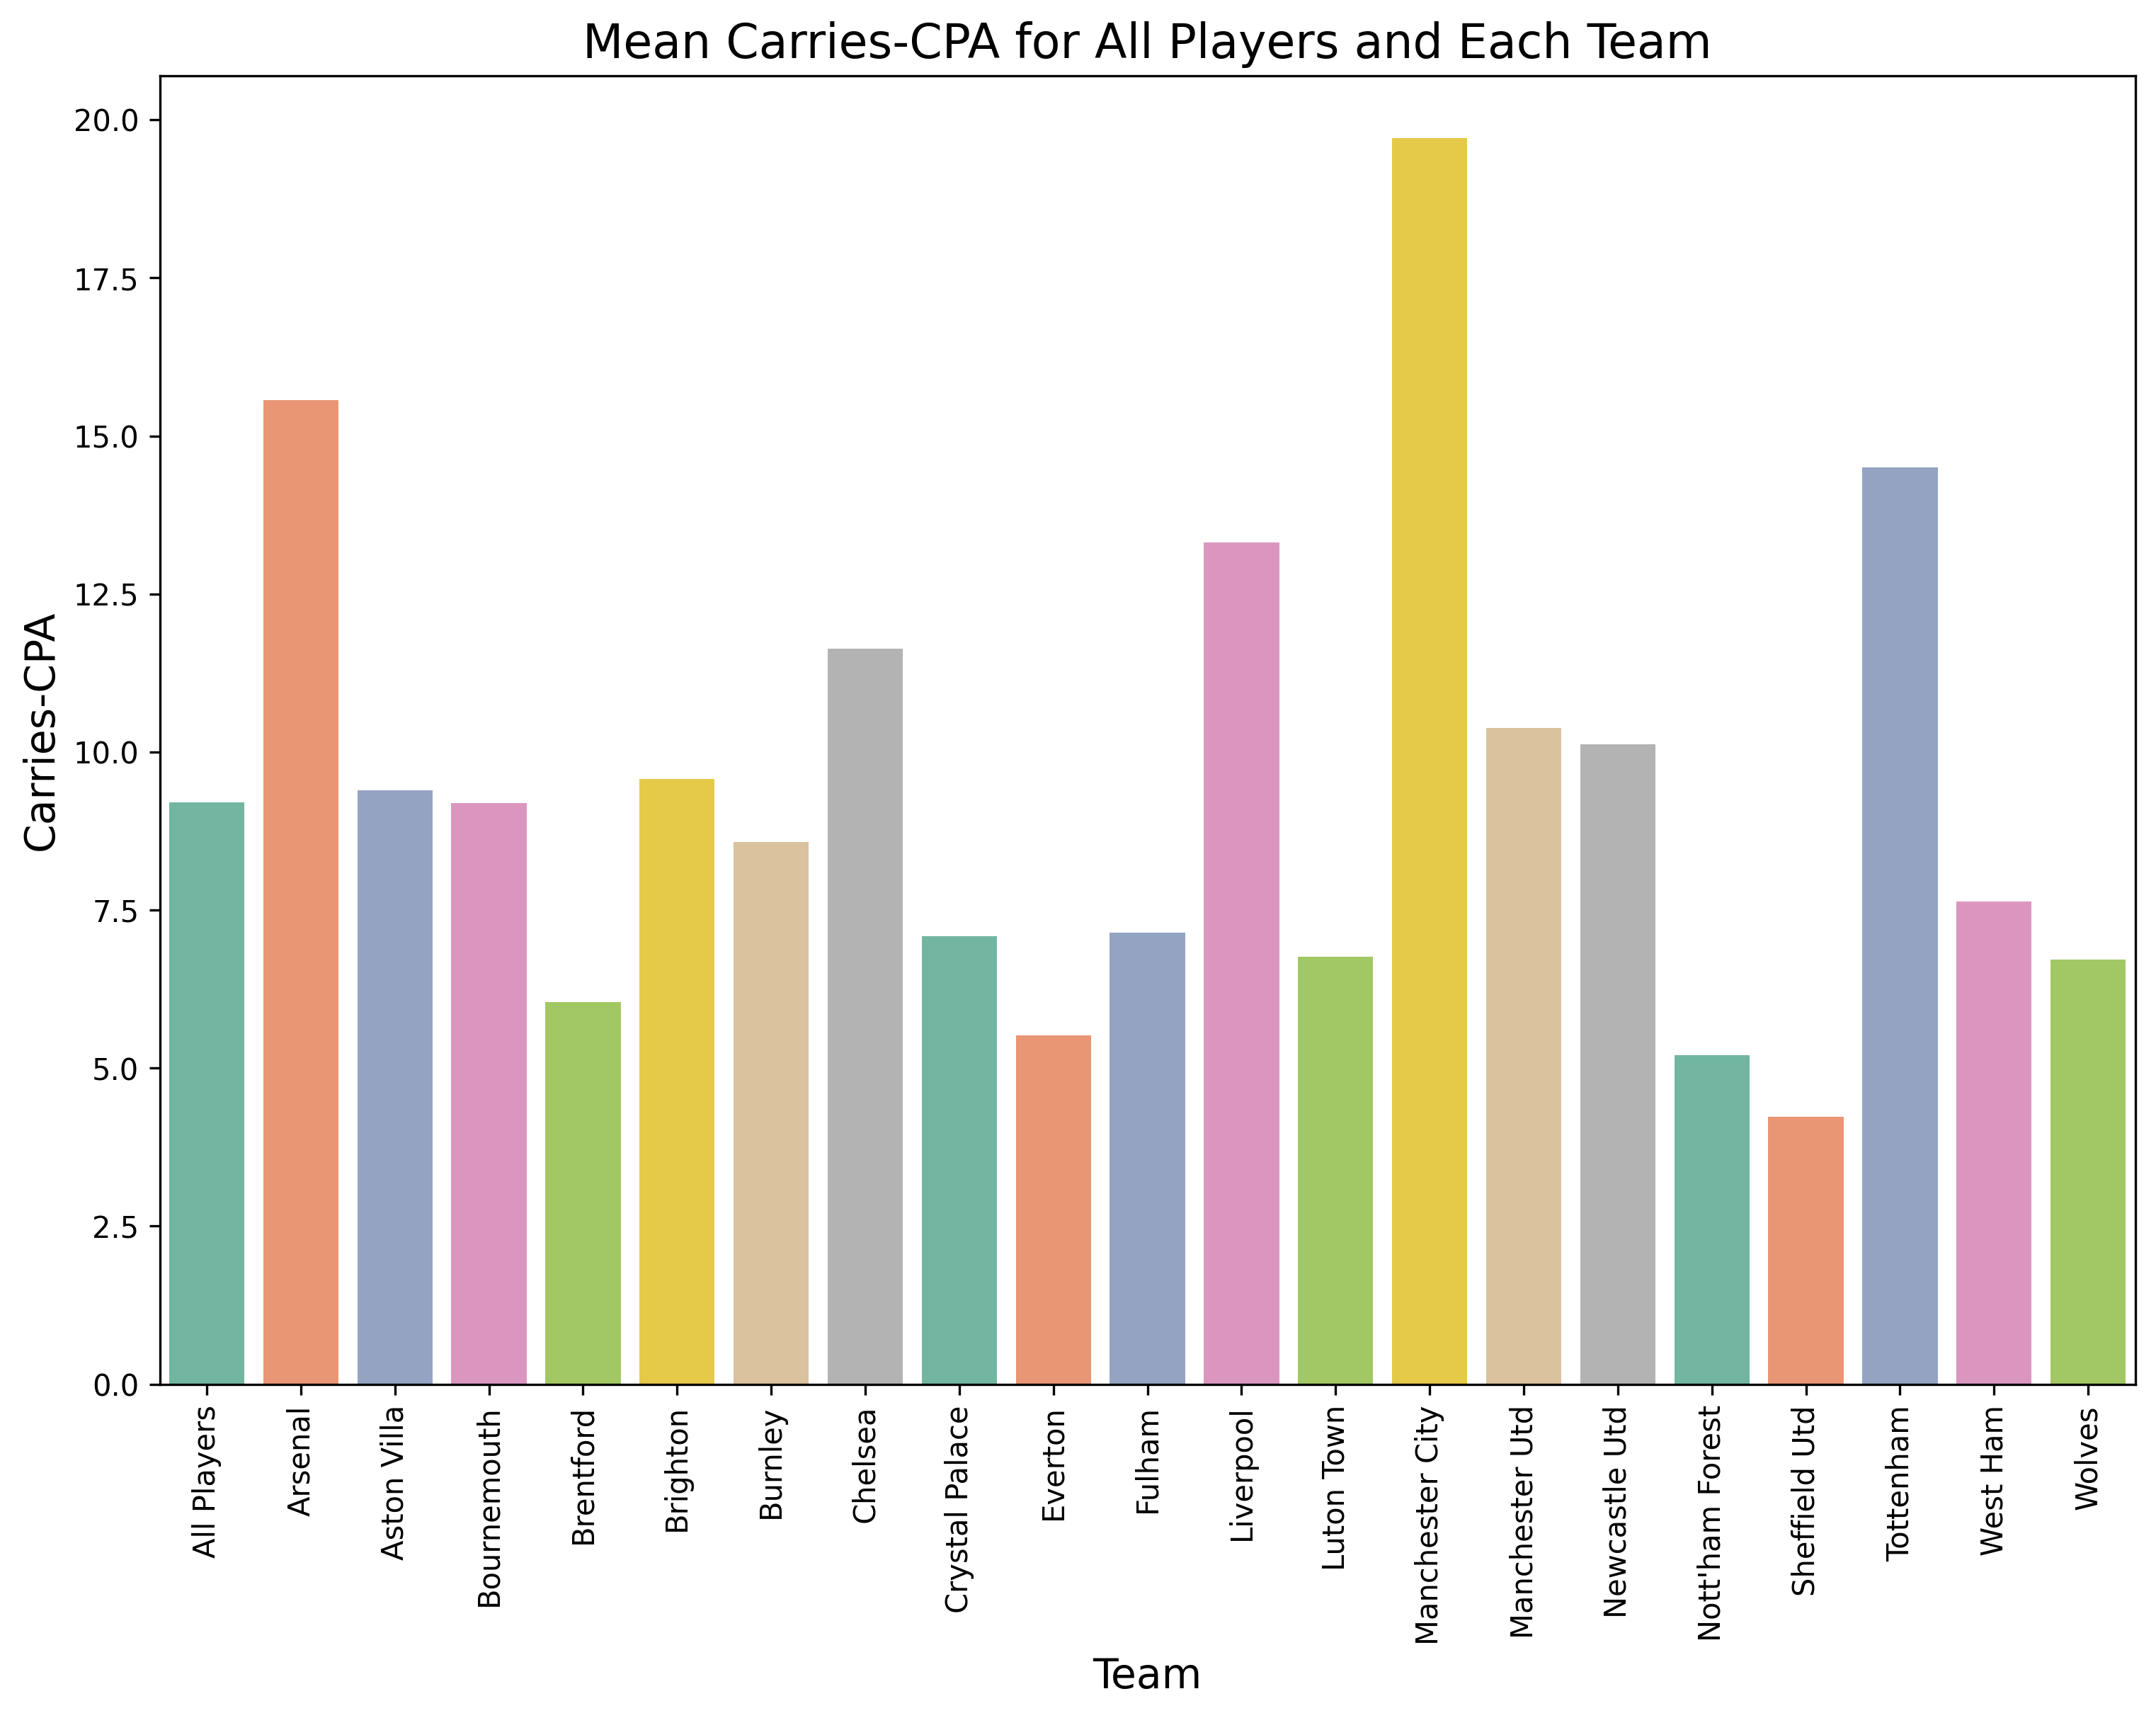 Mean Carries-CPA for All Players and Each Team
Carries-CPA
20.0
17.5
15.0
12.5
10.0
7.5
5.0
2.5
0.0
All Players
Arsenal
Aston Villa
Bournemouth
Brentford
Brighton
Burnley
Chelsea
Crystal Palace
Everton
Fulham
Liverpool
Luton Town
Manchester City
Manchester Utd
Newcastle Utd
Nott'ham Forest
Sheffield Utd
Tottenham
West Ham
Wolves
Team